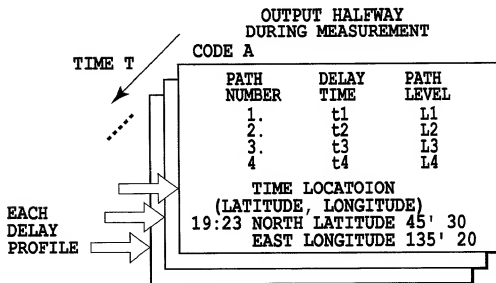 OUTPUT HALFWAY
DURING MEASUREMENT
TIME T
CODE A
PATH DELAY PATH
NUMBER TIME LEVEL
1. t1 L1
2. t2 L2
3. t3 L3
4 t4 L4
TIME LOCATOION
(LATITUDE, LONGITUDE)
19:23 NORTH LATITUDE 45' 30
EAST LONGITUDE 135' 20
EACH
DELAY
PROFILE